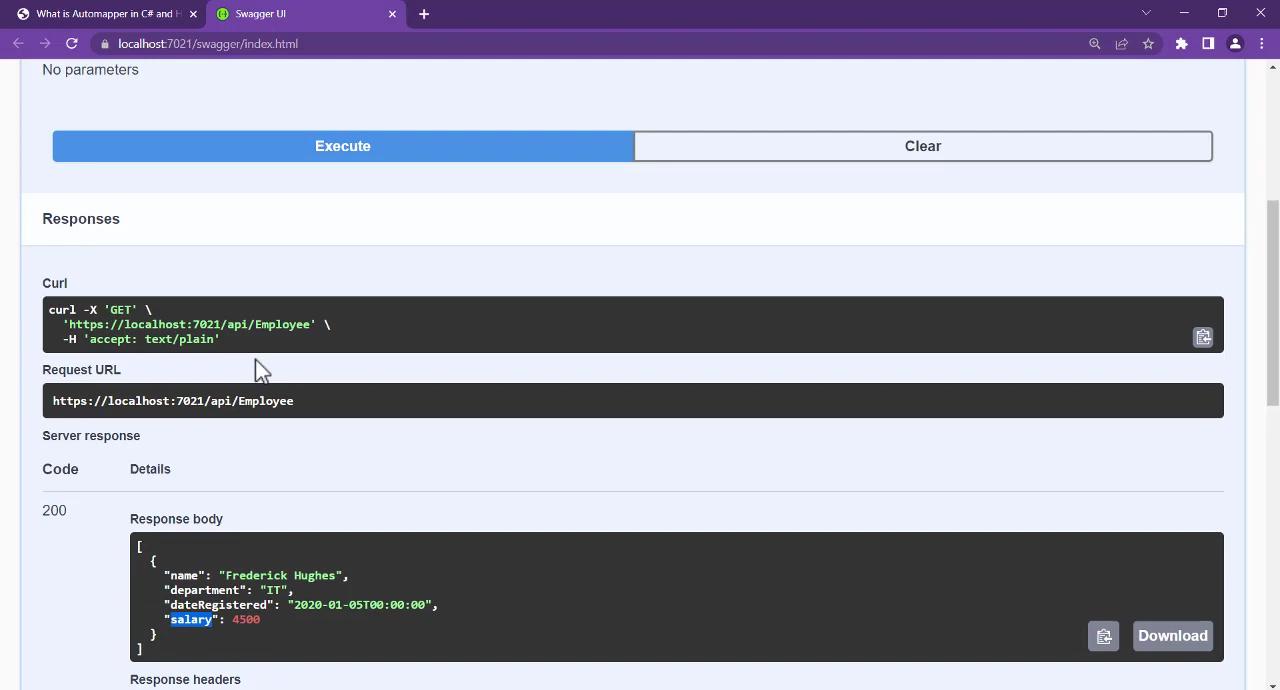 What is Automapper in C# and H
Swagger UI
localhost:7021/swagger/index.html
No parameters
Execute
Clear
Responses
Curl
curl -X 'GET' \
'https://localhost:7021/api/Employee' \
-H 'accept: text/plain'
Request URL
https://localhost:7021/api/Employee
Server response
Code Details
200
Response body
[
{
"name": "Frederick Hughes",
"department": "IT",
"dateRegistered": "2020-01-05T00:00:00",
"salary": 4500
}
]
Download
Response headers